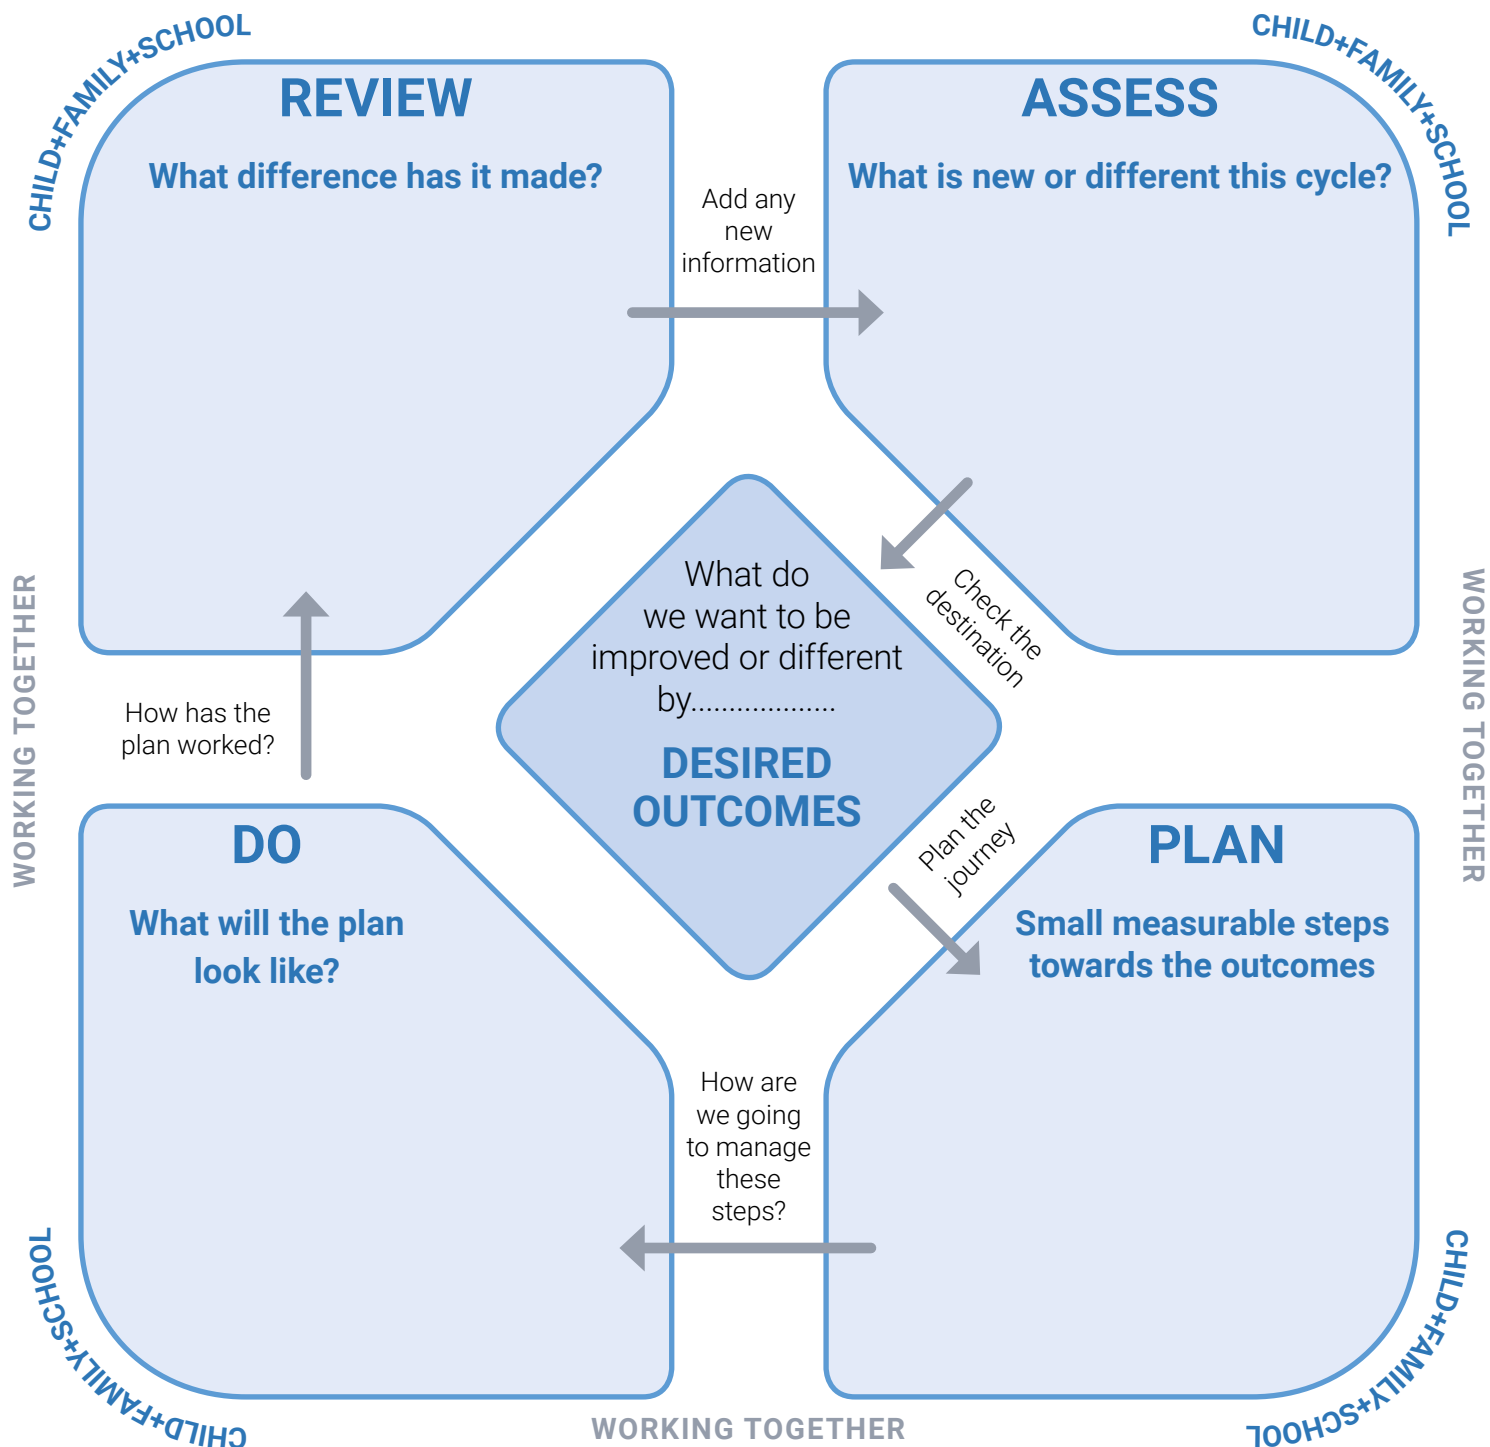 CHILD+FAMILY+SCHOOL
CHILD+FAMILY+SCHOOL
REVIEW
What difference has it made?
Add any
new
information
ASSESS
What is new or different this cycle?
WORKING TOGETHER
What do
we want to be
improved or different
by...................
DESIRED
OUTCOMES
Check the
destination
WORKING TOGETHER
How has the
plan worked?
Plan the
journey
DO
What will the plan
look like?
PLAN
Small measurable steps
towards the outcomes
How are
we going
to manage
these
steps?
CHILD+FAMILY+SCHOOL
WORKING TOGETHER
CHILD+FAMILY+SCHOOL